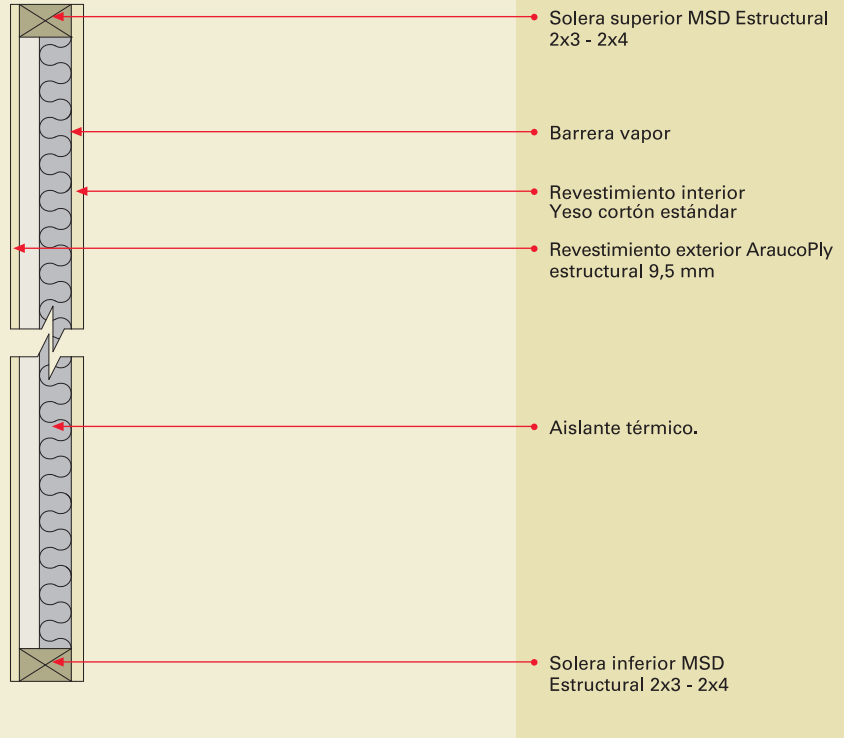 Solera superior MSD Estructural
2x3 - 2x4
Barrera vapor
Revestimiento interior
Yeso cortón estándar
Revestimiento exterior AraucoPly
estructural 9,5 mm
Aislante térmico.
Solera inferior MSD
Estructural 2x3 - 2x4